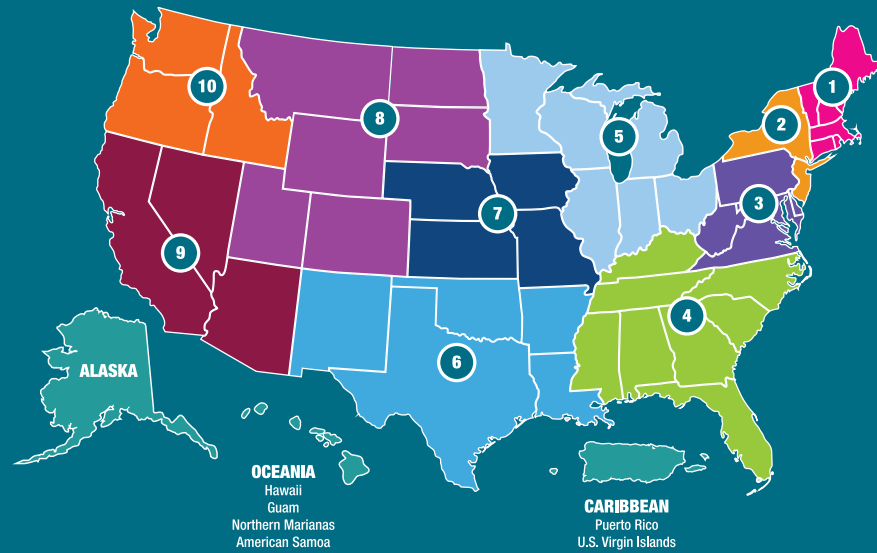 1
2
3
4
5
6
7
8
9
10
ALASKA
OCEANIA
Hawaii
Guam
Northern Marianas
American Samoa
CARIBBEAN
Puerto Rico
U.S. Virgin Islands